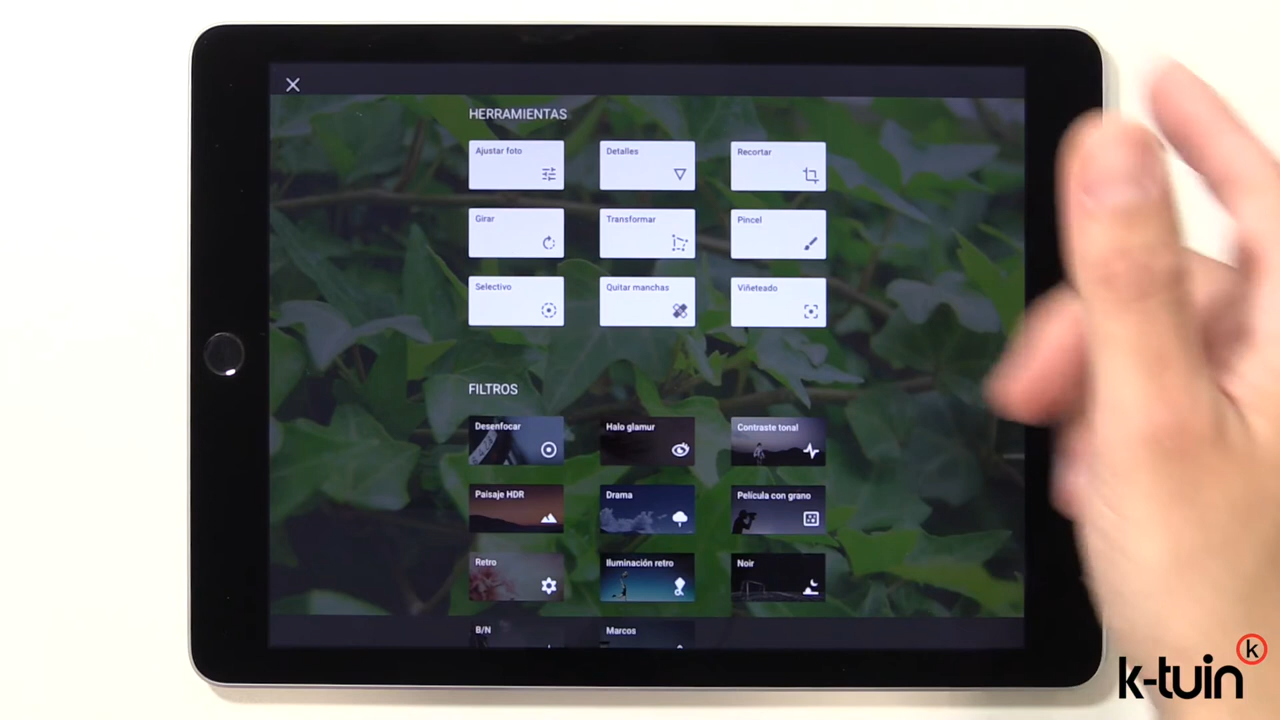 HERRAMIENTAS
Ajustar foto
Detalles
Recortar
Girar
Transformar
Pincel
Selectivo
Quitar manchas
Viñeteado
FILTROS
Desenfocar
Halo glamur
Contraste tonal
Paisaje HDR
Drama
Película con grano
Retro
Iluminación retro
Noir
B/N
Marcos
k-tuin k